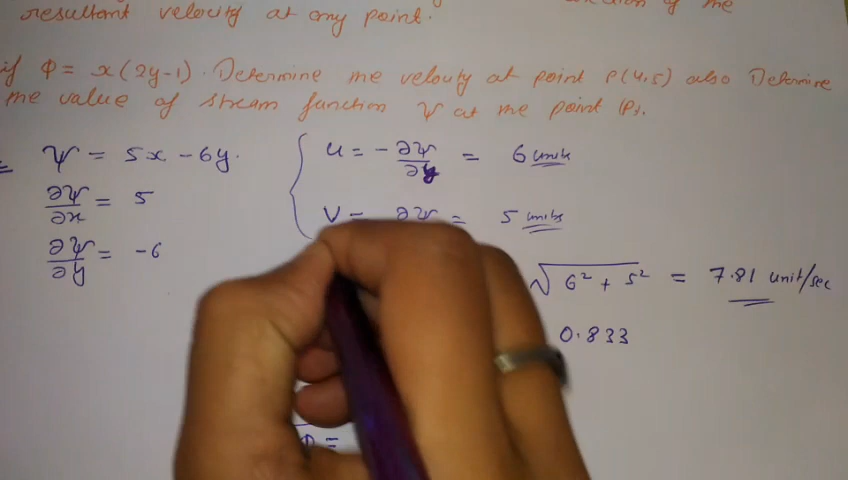 resultant velocity at any point.
of the
if Φ = x(2y-1). Determine the velocity at point P(4,5) also Determine
the value of stream function Ψ at the point (P).
Ψ = 5x - 6y.
∂Ψ/∂x = 5
∂Ψ/∂y = -6
u = -∂Ψ/∂y = 6 units
V = ∂Ψ = 5 units
√6² + 5² = 7.81 unit/sec
0.833
Φ =